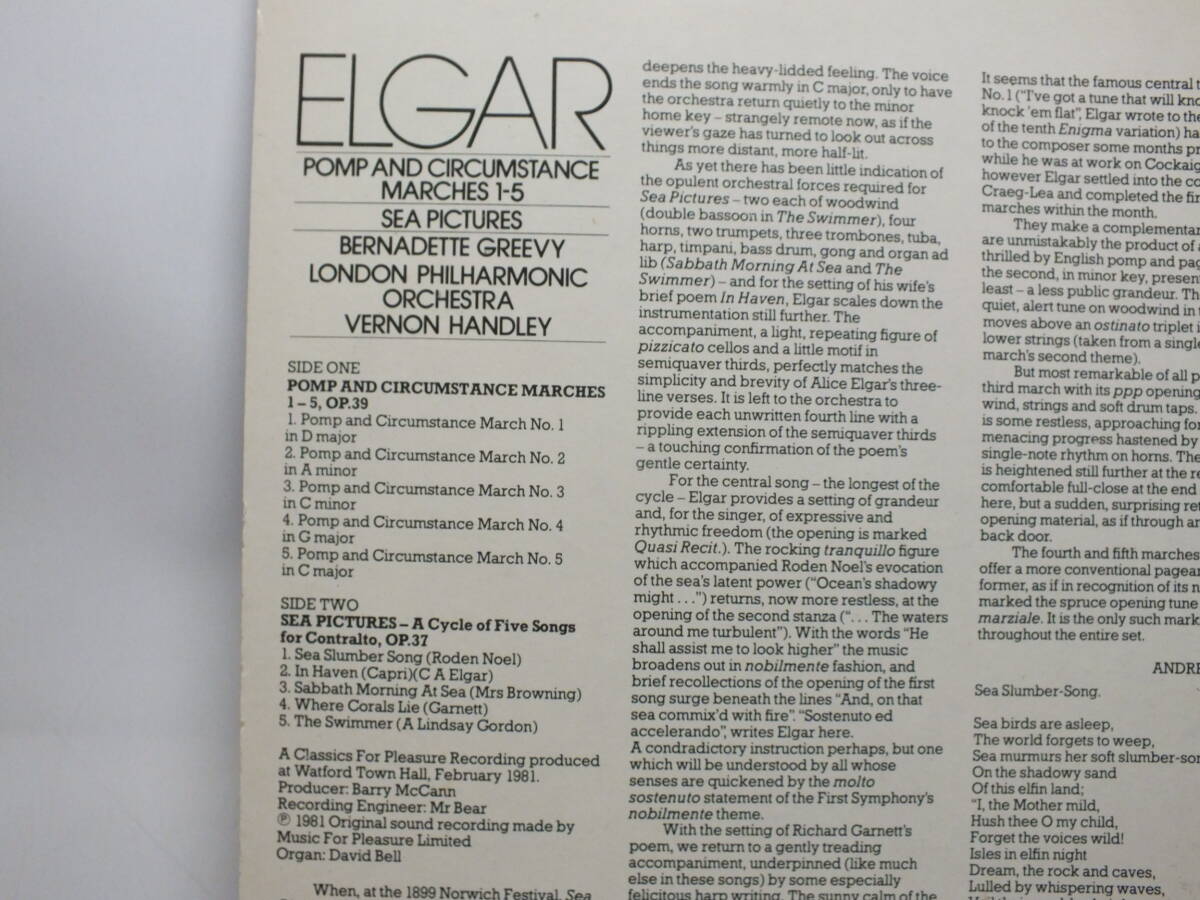 ELGAR
POMP AND CIRCUMSTANCE
MARCHES 1-5
SEA PICTURES
BERNADETTE GREEVY
LONDON PHILHARMONIC
ORCHESTRA
VERNON HANDLEY
SIDE ONE
POMP AND CIRCUMSTANCE MARCHES
1 – 5, OP.39
1. Pomp and Circumstance March No. 1
in D major
2. Pomp and Circumstance March No. 2
in A minor
3. Pomp and Circumstance March No. 3
in C minor
4. Pomp and Circumstance March No. 4
in G major
5. Pomp and Circumstance March No. 5
in C major
SIDE TWO
SEA PICTURES – A Cycle of Five Songs
for Contralto, OP.37
1. Sea Slumber Song (Roden Noel)
2. In Haven (Capri)(C A Elgar)
3. Sabbath Morning At Sea (Mrs Browning)
4. Where Corals Lie (Garnett)
5. The Swimmer (A Lindsay Gordon)
A Classics For Pleasure Recording produced
at Watford Town Hall, February 1981.
Producer: Barry McCann
Recording Engineer: Mr Bear
℗ 1981 Original sound recording made by
Music For Pleasure Limited
Organ: David Bell
When, at the 1899 Norwich Festival, Sea
deepens the heavy-lidded feeling. The voice
ends the song warmly in C major, only to have
the orchestra return quietly to the minor
home key – strangely remote now, as if the
viewer's gaze has turned to look out across
things more distant, more half-lit.
As yet there has been little indication of
the opulent orchestral forces required for
Sea Pictures – two each of woodwind
(double bassoon in The Swimmer), four
horns, two trumpets, three trombones, tuba,
harp, timpani, bass drum, gong and organ ad
lib (Sabbath Morning At Sea and The
Swimmer) – and for the setting of his wife's
brief poem In Haven, Elgar scales down the
instrumentation still further. The
accompaniment, a light, repeating figure of
pizzicato cellos and a little motif in
semiquaver thirds, perfectly matches the
simplicity and brevity of Alice Elgar's three-
line verses. It is left to the orchestra to
provide each unwritten fourth line with a
rippling extension of the semiquaver thirds
– a touching confirmation of the poem's
gentle certainty.
For the central song – the longest of the
cycle – Elgar provides a setting of grandeur
and, for the singer, of expressive and
rhythmic freedom (the opening is marked
Quasi Recit.). The rocking tranquillo figure
which accompanied Roden Noel's evocation
of the sea's latent power ("Ocean's shadowy
might . . .") returns, now more restless, at the
opening of the second stanza (". . . The waters
around me turbulent"). With the words "He
shall assist me to look higher" the music
broadens out in nobilmente fashion, and
brief recollections of the opening of the first
song surge beneath the lines "And, on that
sea commix'd with fire". "Sostenuto ed
accelerando", writes Elgar here.
A condradictory instruction perhaps, but one
which will be understood by all whose
senses are quickened by the molto
sostenuto statement of the First Symphony's
nobilmente theme.
With the setting of Richard Garnett's
poem, we return to a gently treading
accompaniment, underpinned (like much
else in these songs) by some especially
felicitous harp writing. The sunny calm of the
It seems that the famous central t
No. 1 ("I've got a tune that will kno
knock 'em flat", Elgar wrote to the
of the tenth Enigma variation) ha
to the composer some months pr
while he was at work on Cockaig
however Elgar settled into the co
Craeg-Lea and completed the fir
marches within the month.
They make a complementar
are unmistakably the product of a
thrilled by English pomp and pag
the second, in minor key, presen
least – a less public grandeur. Th
quiet, alert tune on woodwind in t
moves above an ostinato triplet i
lower strings (taken from a single
march's second theme).
But most remarkable of all p
third march with its ppp opening
wind, strings and soft drum taps.
is some restless, approaching for
menacing progress hastened by
single-note rhythm on horns. The
is heightened still further at the re
comfortable full-close at the end
here, but a sudden, surprising ret
opening material, as if through an
back door.
The fourth and fifth marches
offer a more conventional pagean
former, as if in recognition of its n
marked the spruce opening tune
marziale. It is the only such mark
throughout the entire set.
ANDRE
Sea Slumber-Song.
Sea birds are asleep,
The world forgets to weep,
Sea murmurs her soft slumber-son
On the shadowy sand
Of this elfin land;
"I, the Mother mild,
Hush thee O my child,
Forget the voices wild!
Isles in elfin night
Dream, the rock and caves,
Lulled by whispering waves,